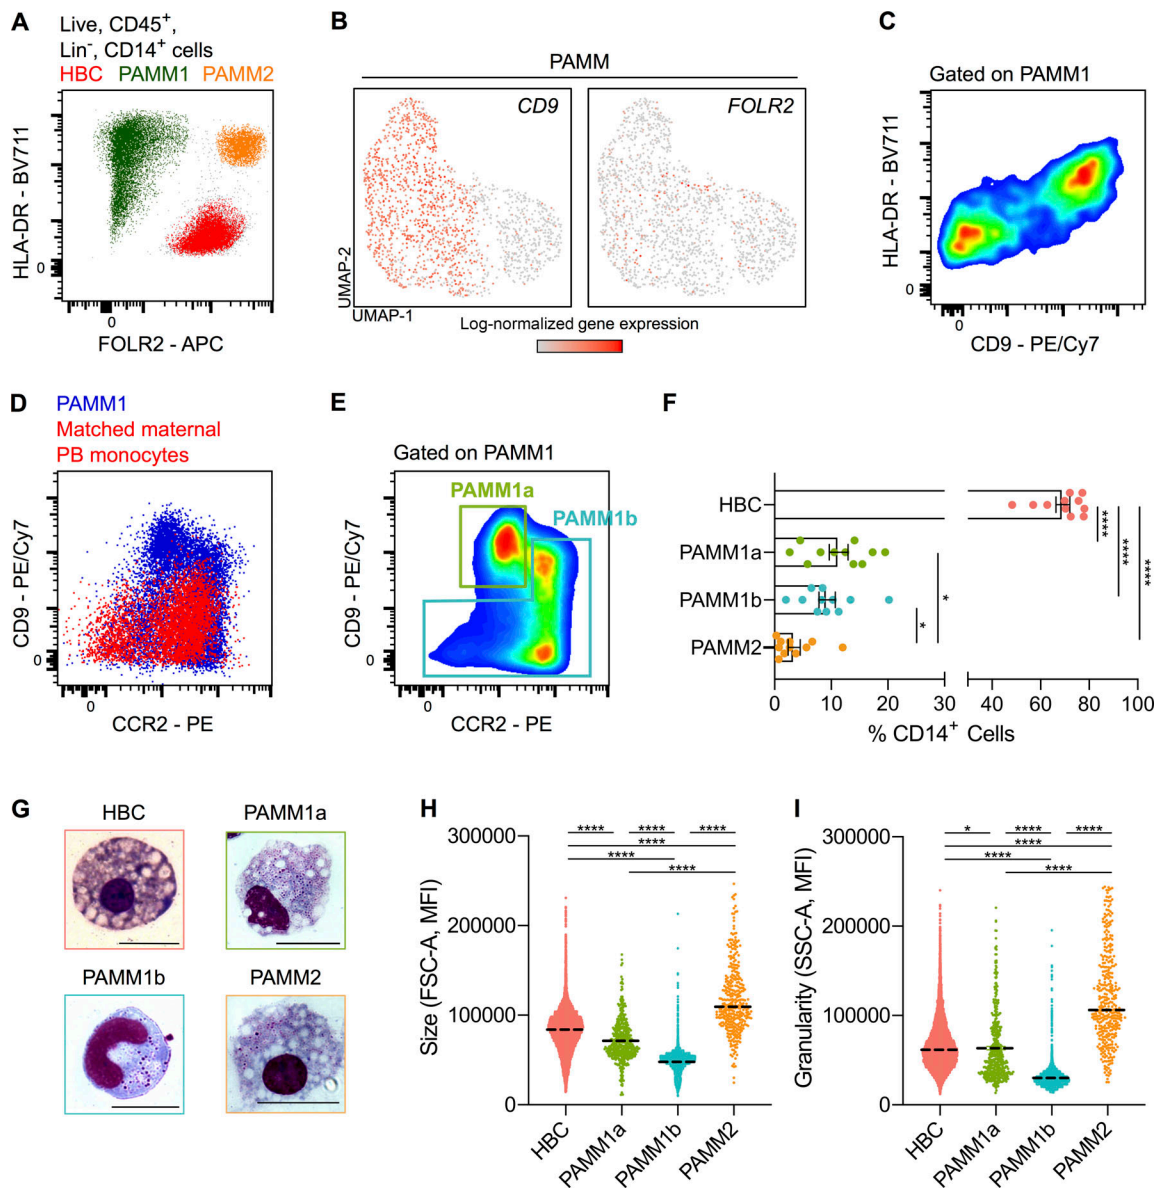 A
Live, CD45⁺,
Lin⁻, CD14⁺ cells
HBC PAMM1 PAMM2
HLA-DR - BV711
0
0
FOLR2 - APC
B
PAMM
CD9
FOLR2
UMAP-2
UMAP-1
Log-normalized gene expression
C
Gated on PAMM1
HLA-DR - BV711
0
0
CD9 - PE/Cy7
D
PAMM1
Matched maternal
PB monocytes
CD9 - PE/Cy7
0
0
CCR2 - PE
E
Gated on PAMM1
PAMM1a
PAMM1b
CD9 - PE/Cy7
0
0
CCR2 - PE
F
HBC
PAMM1a
PAMM1b
PAMM2
****
****
****
*
*
0 10 20 30 40 60 80 100
% CD14⁺ Cells
G
HBC
PAMM1a
PAMM1b
PAMM2
H
300000
200000
100000
0
Size (FSC-A, MFI)
**** **** ****
****
****
****
HBC
PAMM1a
PAMM1b
PAMM2
I
300000
200000
100000
0
Granularity (SSC-A, MFI)
* **** ****
****
****
****
HBC
PAMM1a
PAMM1b
PAMM2